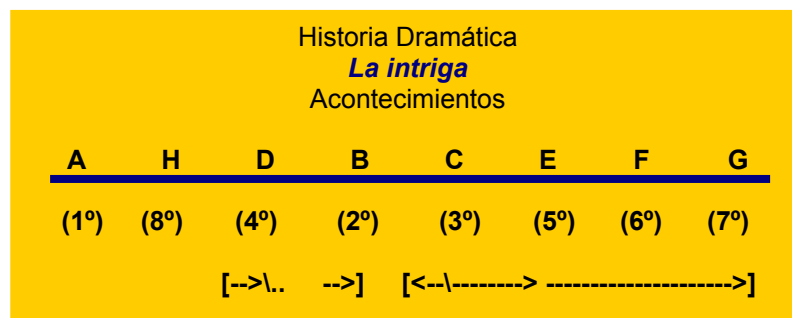 Historia Dramática
La intriga
Acontecimientos
A H D B C E F G
(1º) (8º) (4º) (2º) (3º) (5º) (6º) (7º)
[-->\.. -->] [<--\--------> --------------------->]